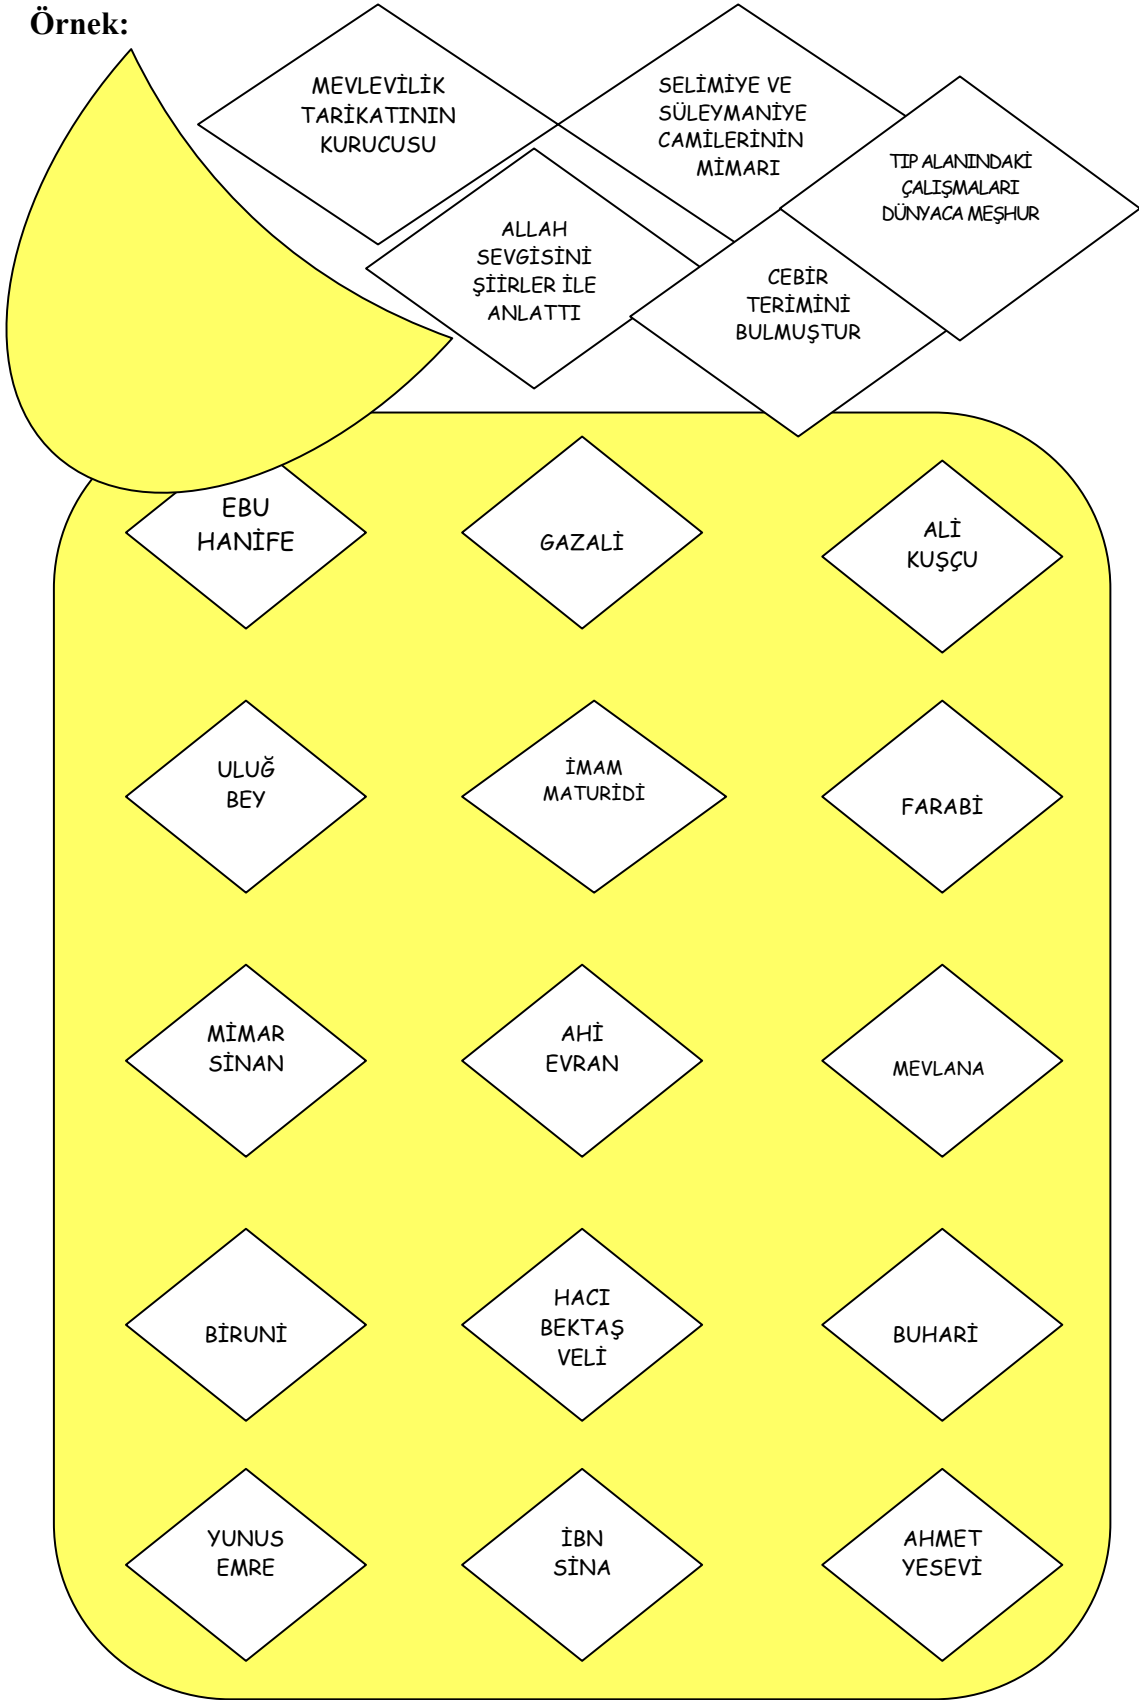 Örnek:
MEVLEVİLİK
TARİKATININ
KURUCUSU
SELİMİYE VE
SÜLEYMANİYE
CAMİLERİNİN
MİMARI
TIP ALANINDAKİ
ÇALIŞMALARI
DÜNYACA MEŞHUR
ALLAH
SEVGİSİNİ
ŞİİRLER İLE
ANLATTI
CEBİR
TERİMİNİ
BULMUŞTUR
EBU
HANİFE
GAZALİ
ALİ
KUŞÇU
ULUĞ
BEY
İMAM
MATURİDİ
FARABİ
MİMAR
SİNAN
AHİ
EVRAN
MEVLANA
BİRUNİ
HACI
BEKTAŞ
VELİ
BUHARİ
YUNUS
EMRE
İBN
SİNA
AHMET
YESEVİ